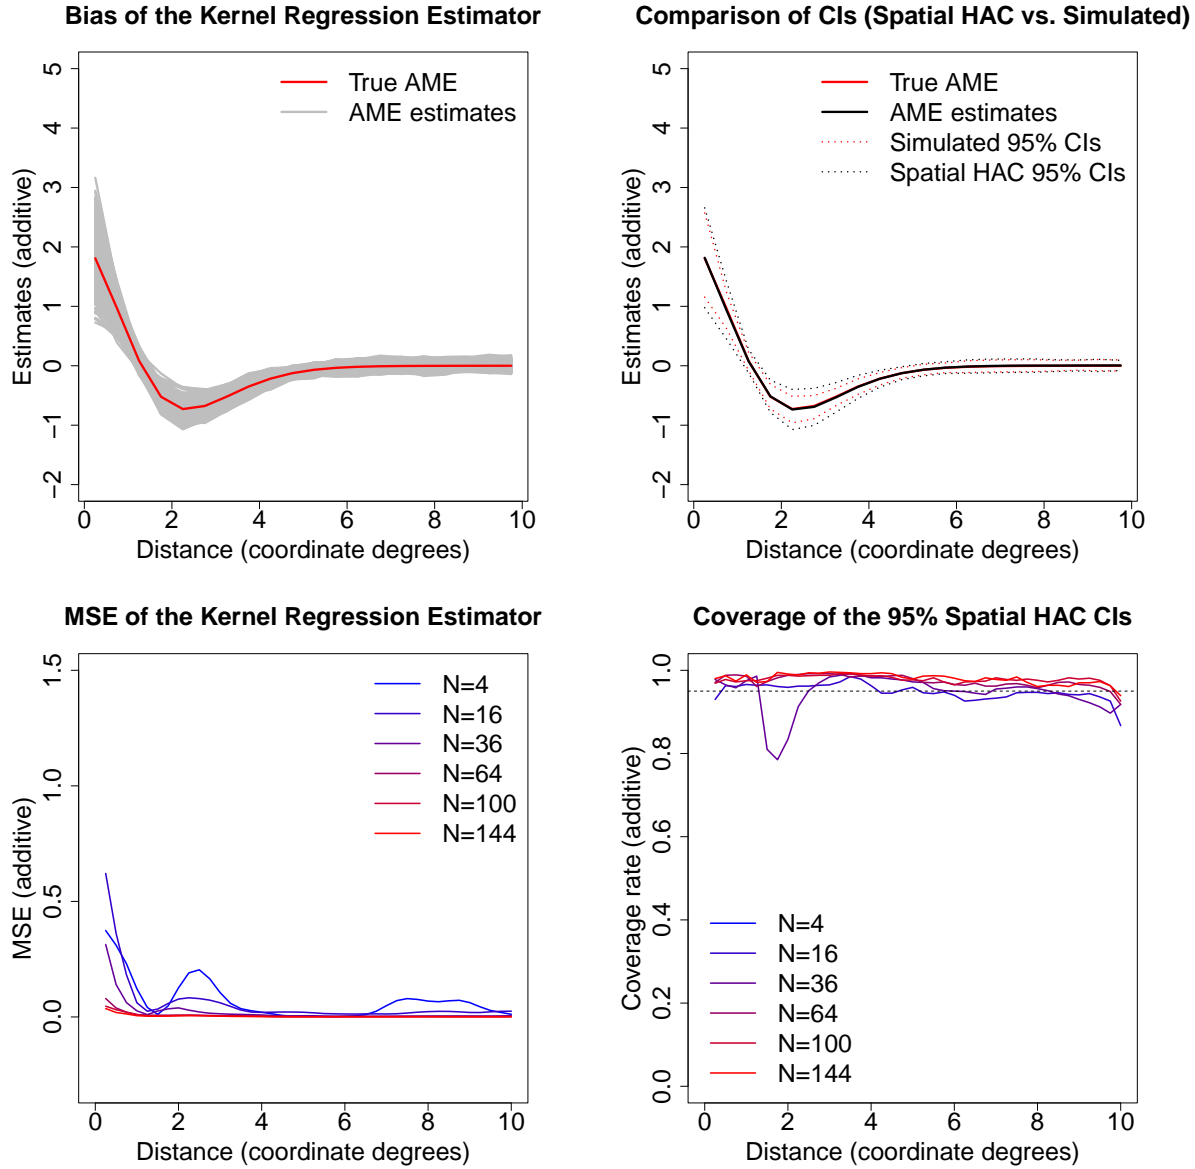 Bias of the Kernel Regression Estimator
Estimates (additive)
5
4
3
2
1
0
−1
−2
True AME
AME estimates
0 2 4 6 8 10
Distance (coordinate degrees)
Comparison of CIs (Spatial HAC vs. Simulated)
Estimates (additive)
5
4
3
2
1
0
−1
−2
True AME
AME estimates
Simulated 95% CIs
Spatial HAC 95% CIs
0 2 4 6 8 10
Distance (coordinate degrees)
MSE of the Kernel Regression Estimator
MSE (additive)
1.5
1.0
0.5
0.0
N=4
N=16
N=36
N=64
N=100
N=144
0 2 4 6 8 10
Distance (coordinate degrees)
Coverage of the 95% Spatial HAC CIs
Coverage rate (additive)
1.0
0.8
0.6
0.4
0.2
0.0
N=4
N=16
N=36
N=64
N=100
N=144
0 2 4 6 8 10
Distance (coordinate degrees)